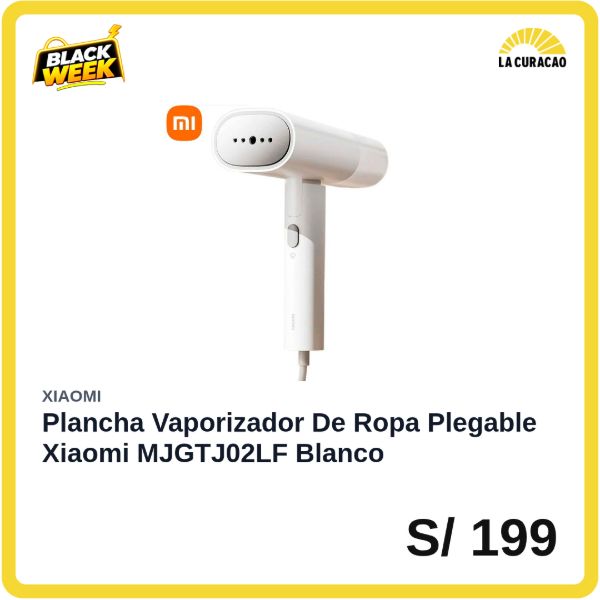 BLACK
WEEK
LA CURACAO
mi
XIAOMI
Plancha Vaporizador De Ropa Plegable
Xiaomi MJGTJ02LF Blanco
S/ 199